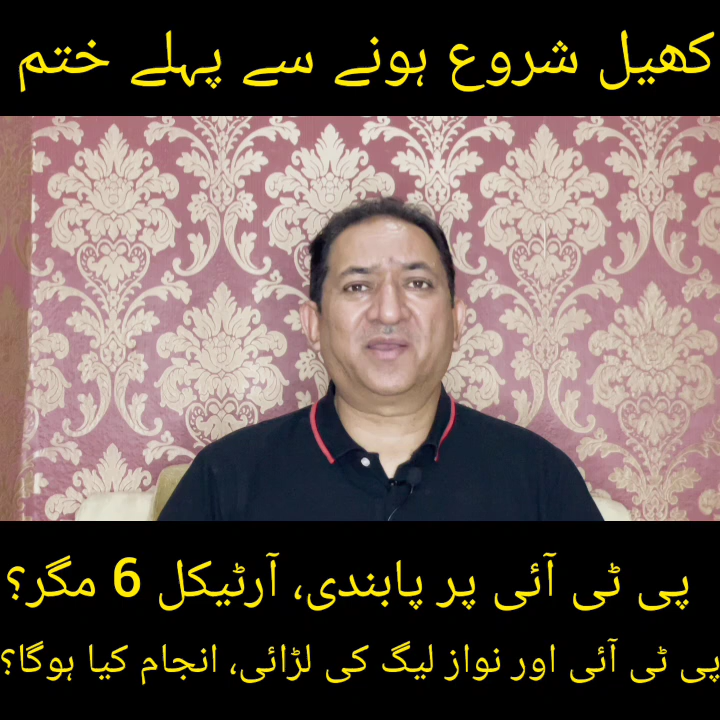 کھیل شروع ہونے سے پہلے ختم
پی ٹی آئی پر پابندی، آرٹیکل 6 مگر؟
پی ٹی آئی اور نواز لیگ کی لڑائی، انجام کیا ہوگا؟